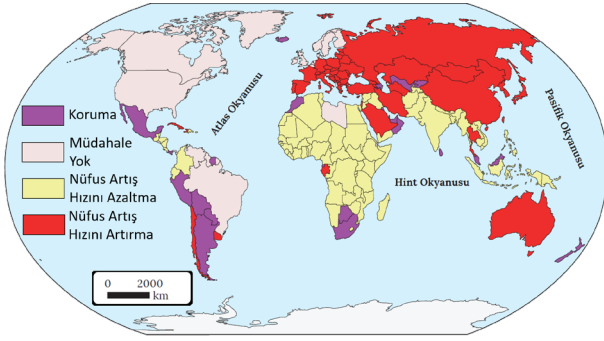 Atlas Okyanusu
Pasifik Okyanusu
Hint Okyanusu
Koruma
Müdahale
Yok
Nüfus Artış
Hızını Azaltma
Nüfus Artış
Hızını Artırma
0 2000
km